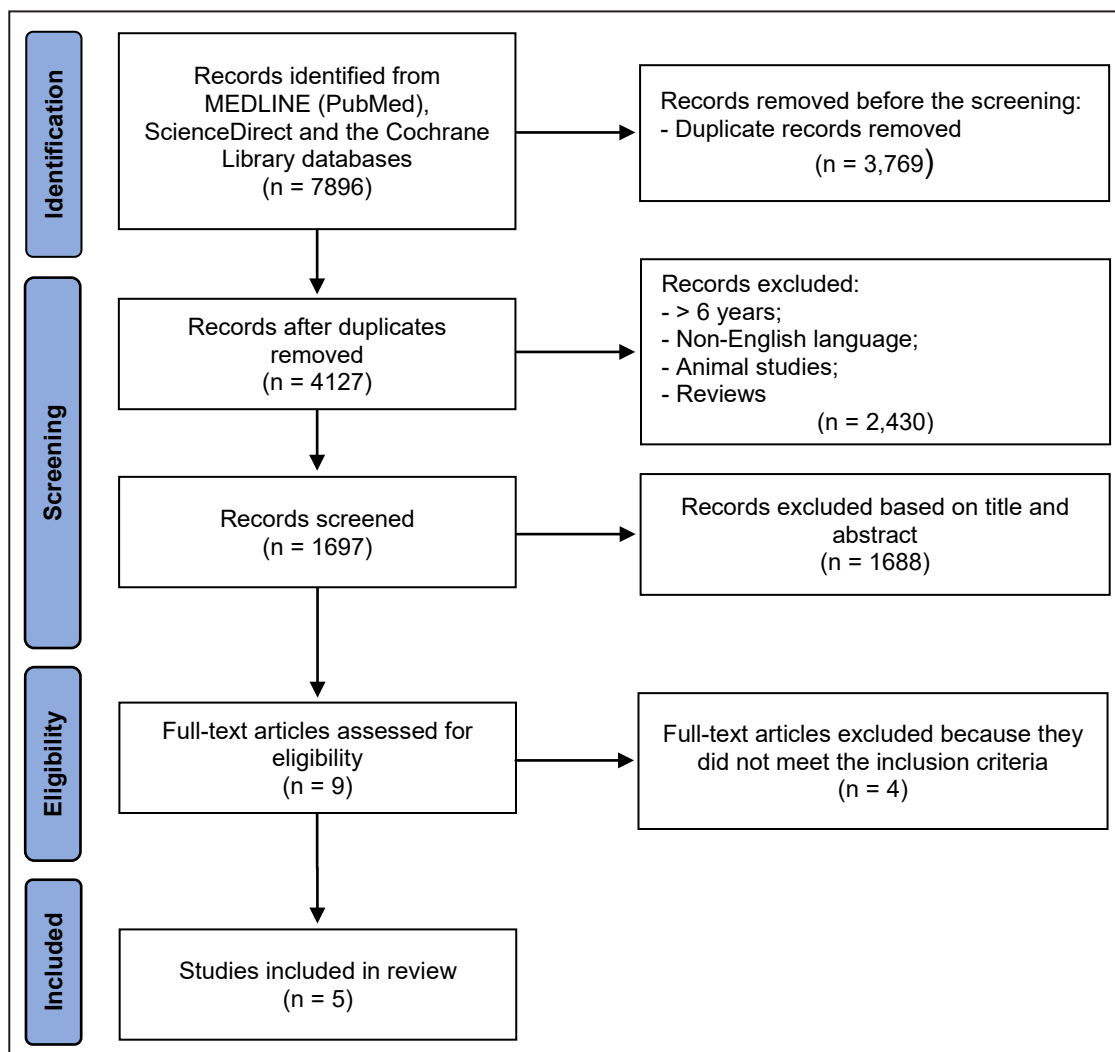 Identification
Records identified from
MEDLINE (PubMed),
ScienceDirect and the Cochrane
Library databases
(n = 7896)
Records removed before the screening:
- Duplicate records removed
(n = 3,769)
Screening
Records after duplicates
removed
(n = 4127)
Records excluded:
- > 6 years;
- Non-English language;
- Animal studies;
- Reviews
(n = 2,430)
Records screened
(n = 1697)
Records excluded based on title and
abstract
(n = 1688)
Eligibility
Full-text articles assessed for
eligibility
(n = 9)
Full-text articles excluded because they
did not meet the inclusion criteria
(n = 4)
Included
Studies included in review
(n = 5)